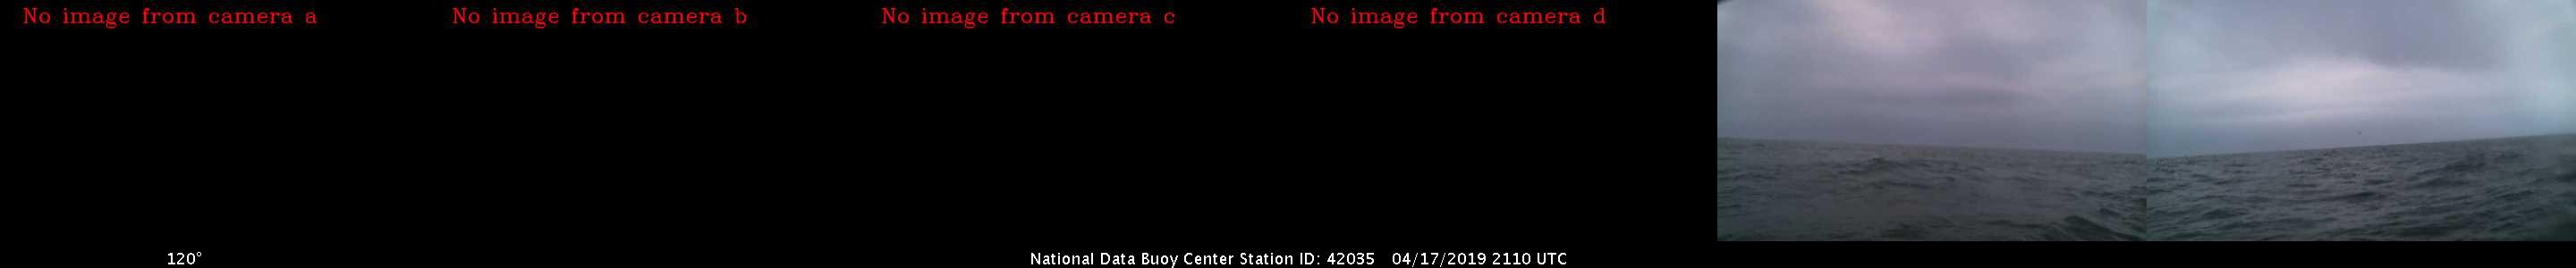 No image from camera a
No image from camera b
No image from camera c
No image from camera d
120°
National Data Buoy Center Station ID: 42035 04/17/2019 2110 UTC